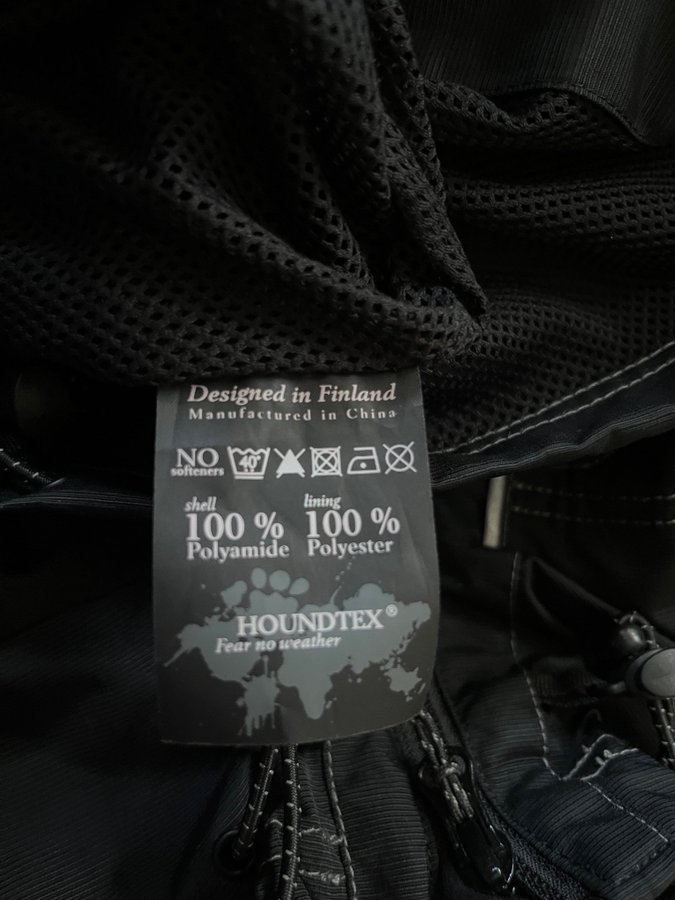 Designed in Finland
Manufactured in China
NO softeners 40°
shell lining
100 % 100 %
Polyamide Polyester
HOUNDTEX®
Fear no weather